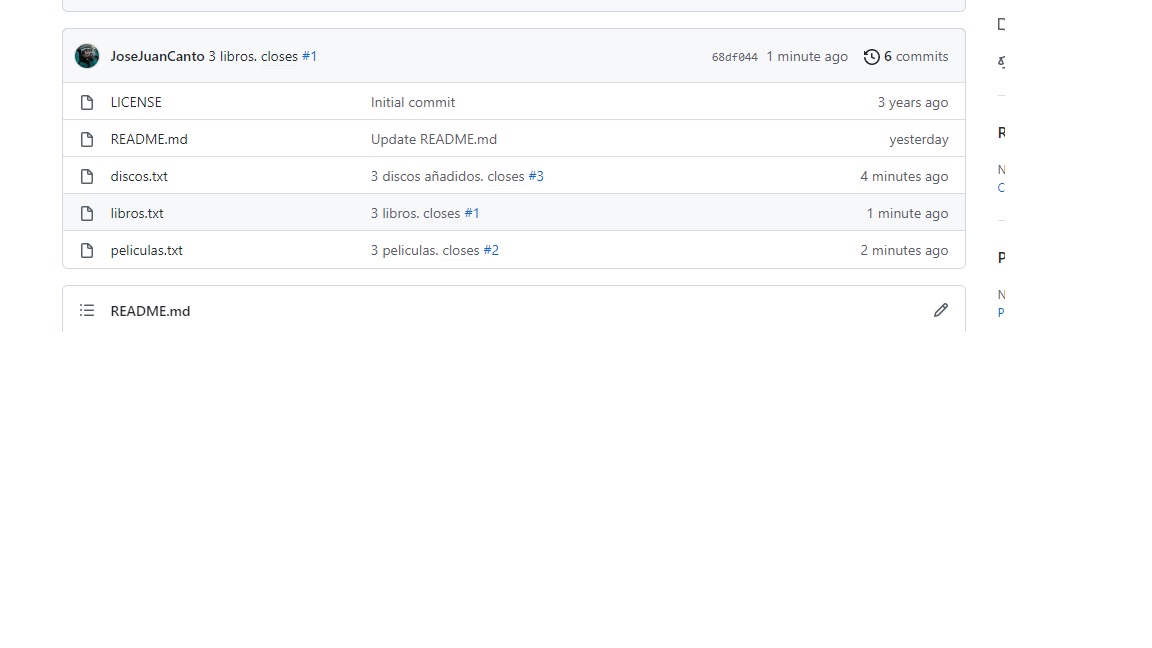 JoseJuanCanto 3 libros. closes #1 68df044 1 minute ago 6 commits
LICENSE Initial commit 3 years ago
README.md Update README.md yesterday
discos.txt 3 discos añadidos. closes #3 4 minutes ago
libros.txt 3 libros. closes #1 1 minute ago
peliculas.txt 3 peliculas. closes #2 2 minutes ago
README.md
R
N
C
P
N
P